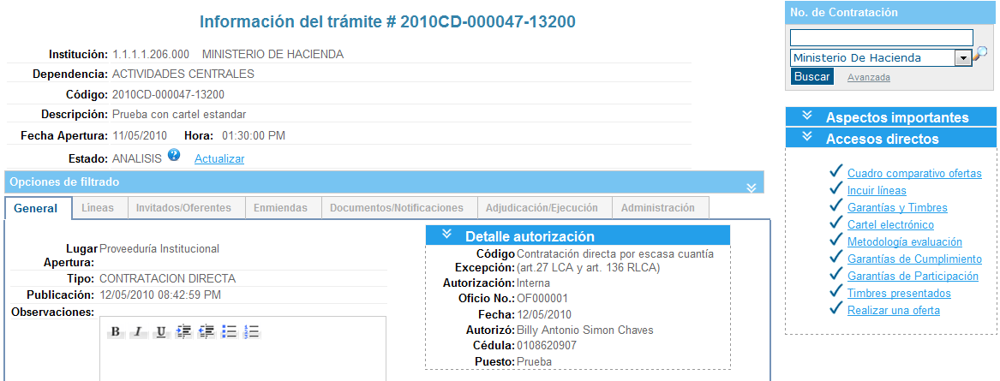 Información del trámite # 2010CD-000047-13200
Institución: 1.1.1.1.206.000 MINISTERIO DE HACIENDA
Dependencia: ACTIVIDADES CENTRALES
Código: 2010CD-000047-13200
Descripción: Prueba con cartel estandar
Fecha Apertura: 11/05/2010 Hora: 01:30:00 PM
Estado: ANALISIS ? Actualizar
Opciones de filtrado
General Líneas Invitados/Oferentes Enmiendas Documentos/Notificaciones Adjudicación/Ejecución Administración
Lugar Apertura: Proveeduría Institucional
Tipo: CONTRATACION DIRECTA
Publicación: 12/05/2010 08:42:59 PM
Observaciones:
B I U
Detalle autorización
Código Excepción: Contratación directa por escasa cuantía
(art.27 LCA y art. 136 RLCA)
Autorización: Interna
Oficio No.: OF000001
Fecha: 12/05/2010
Autorizó: Billy Antonio Simon Chaves
Cédula: 0108620907
Puesto: Prueba
No. de Contratación
Ministerio De Hacienda
Buscar Avanzada
Aspectos importantes
Accesos directos
Cuadro comparativo ofertas
Incuir líneas
Garantías y Timbres
Cartel electrónico
Metodología evaluación
Garantías de Cumplimiento
Garantías de Participación
Timbres presentados
Realizar una oferta